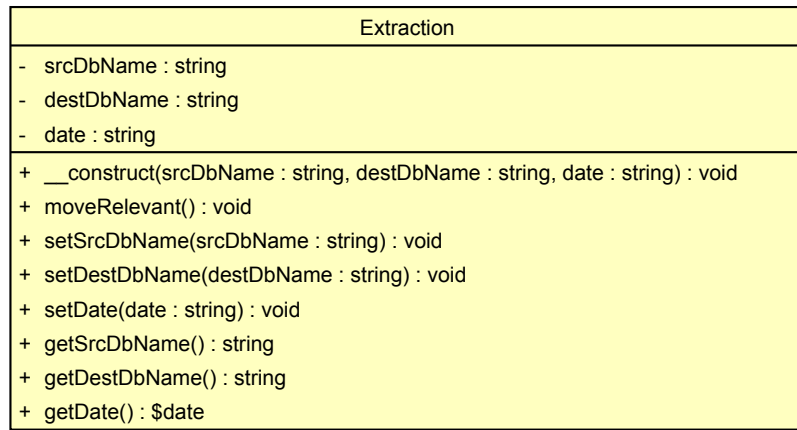 Extraction
- srcDbName : string
- destDbName : string
- date : string
+ __construct(srcDbName : string, destDbName : string, date : string) : void
+ moveRelevant() : void
+ setSrcDbName(srcDbName : string) : void
+ setDestDbName(destDbName : string) : void
+ setDate(date : string) : void
+ getSrcDbName() : string
+ getDestDbName() : string
+ getDate() : $date